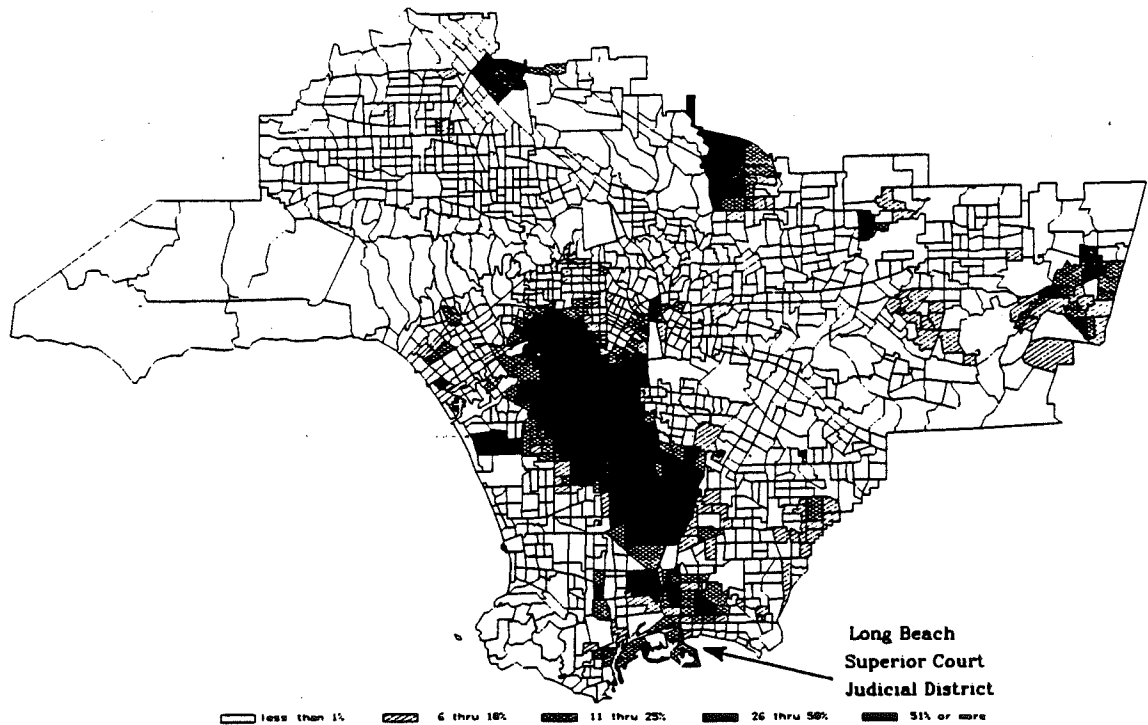 Long Beach
Superior Court
Judicial District
less than 1% 6 thru 10% 11 thru 25% 26 thru 50% 51% or more